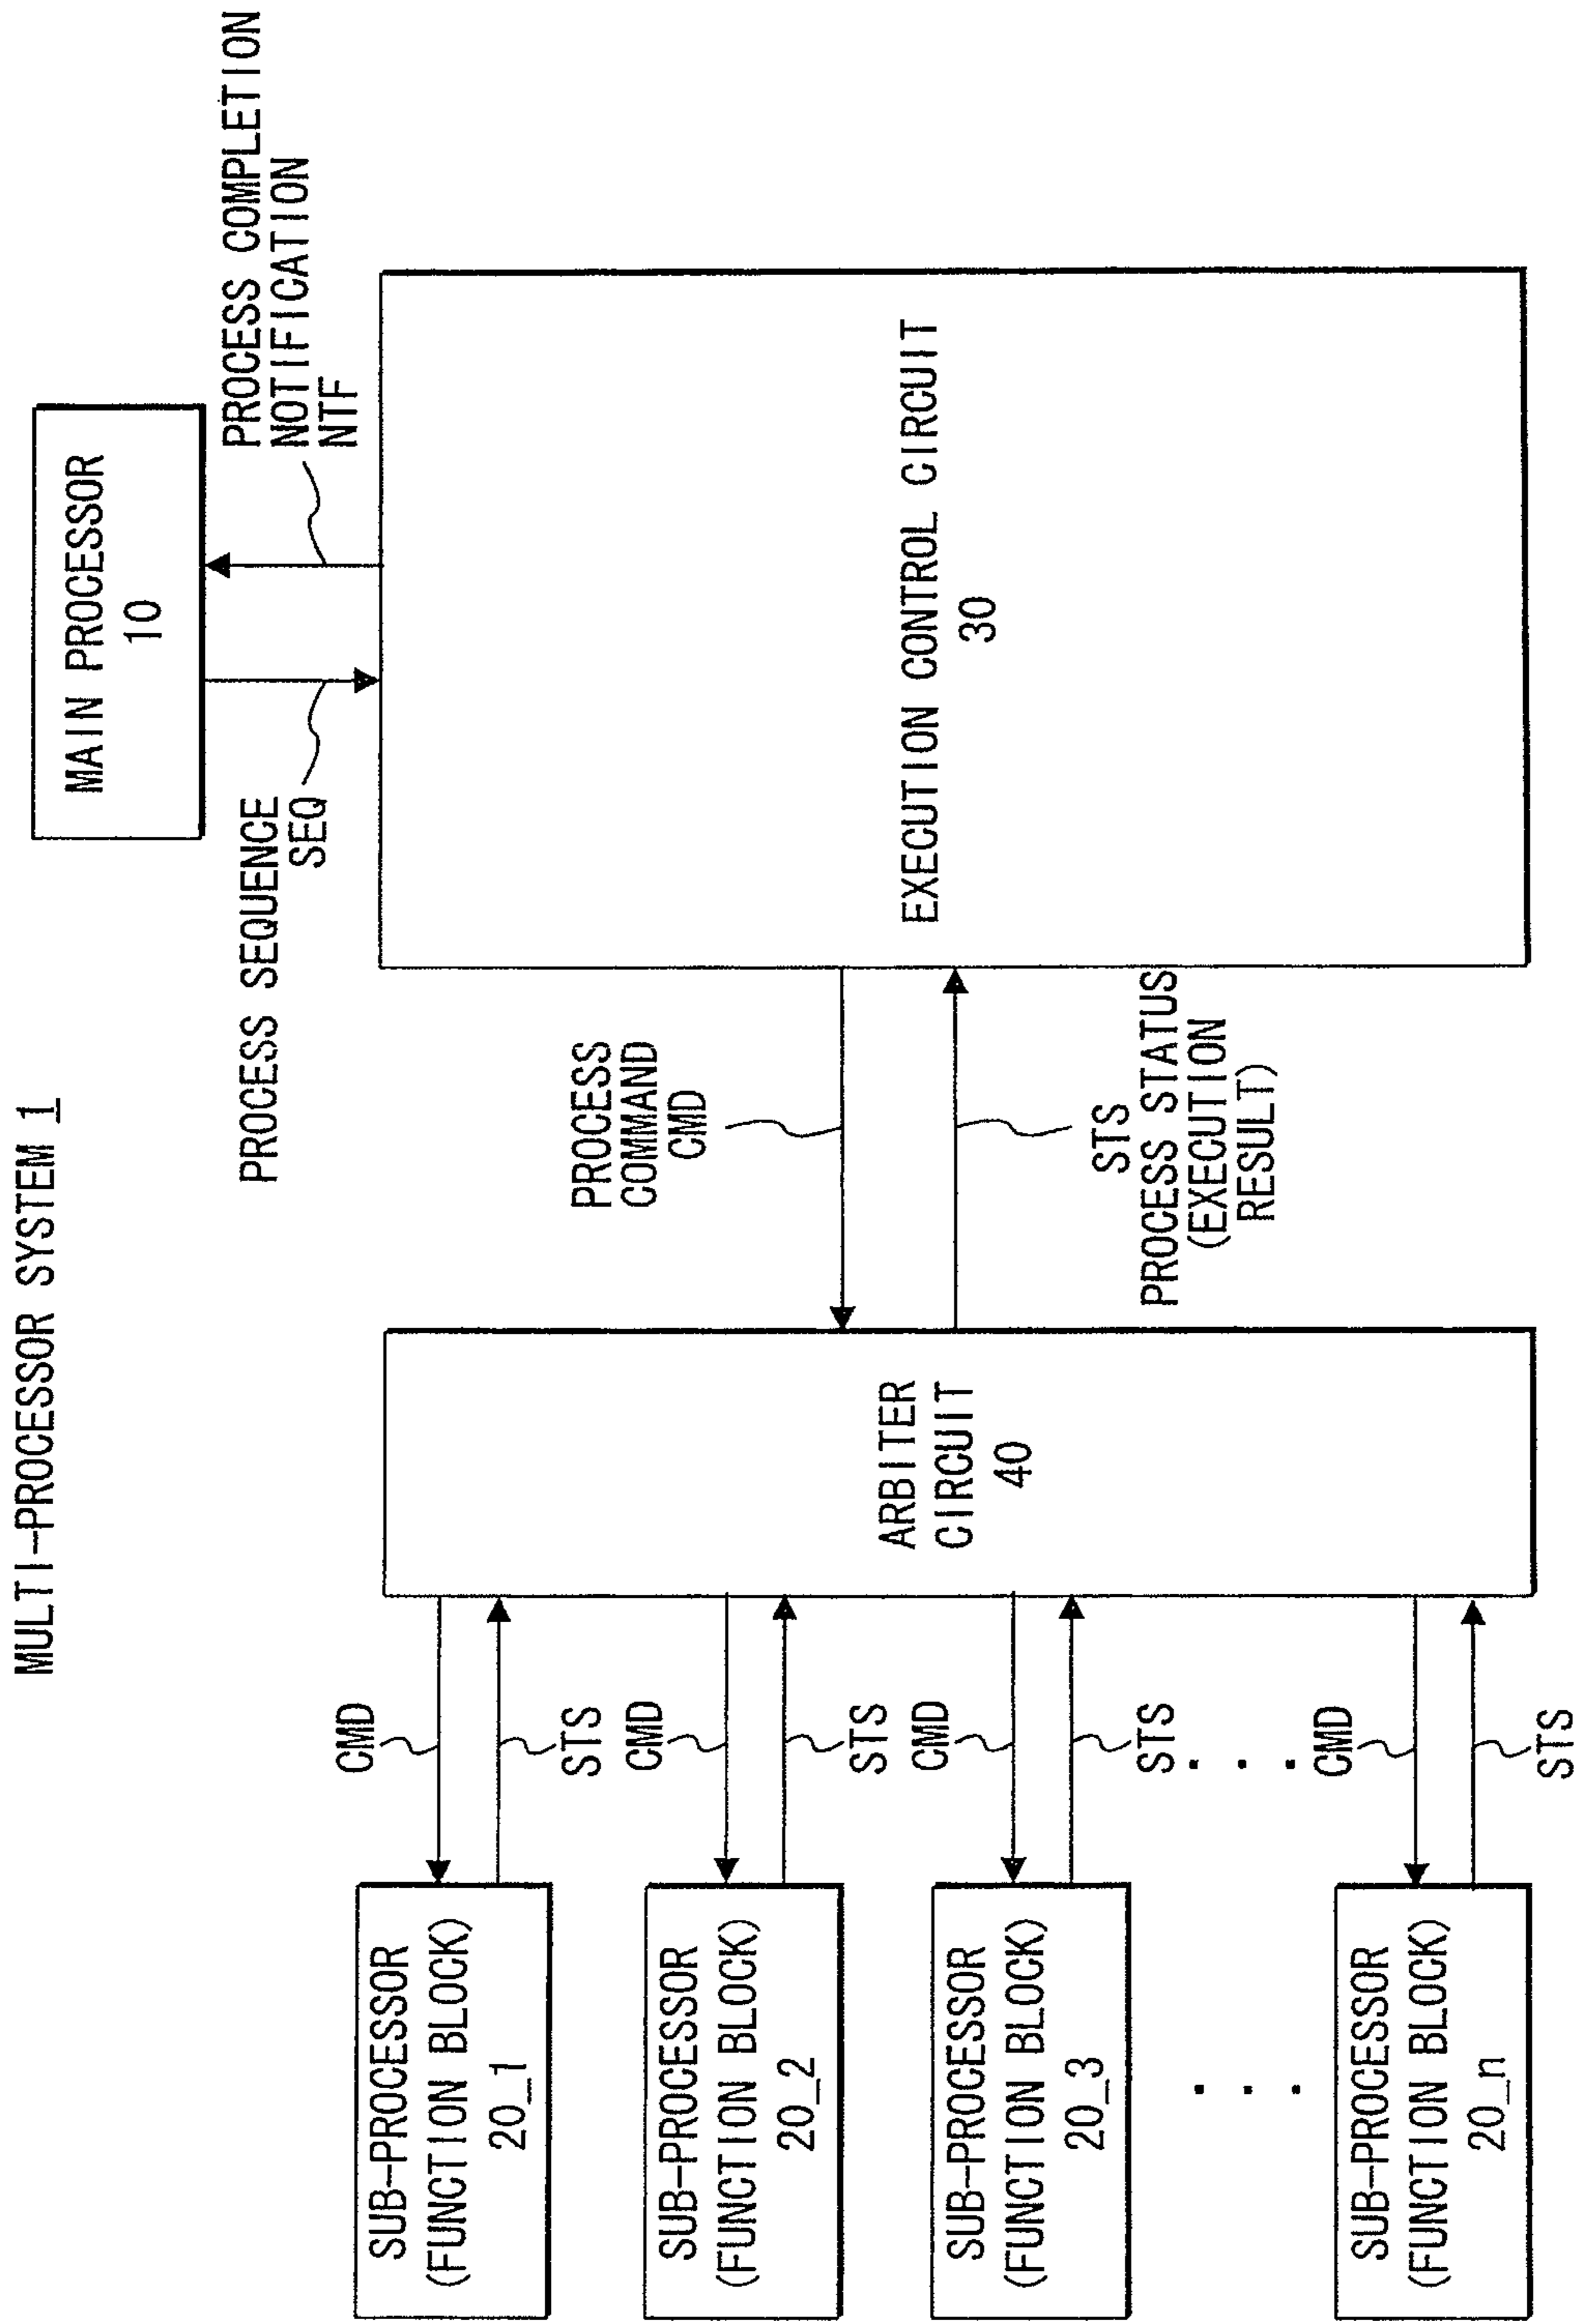 MULTI-PROCESSOR SYSTEM 1
MAIN PROCESSOR
10
PROCESS SEQUENCE
SEQ
PROCESS COMPLETION
NOTIFICATION
NTF
EXECUTION CONTROL CIRCUIT
30
PROCESS
COMMAND
CMD
STS
PROCESS STATUS
(EXECUTION
RESULT)
ARBITER
CIRCUIT
40
CMD
STS
CMD
STS
CMD
STS
. . .
CMD
STS
SUB-PROCESSOR
(FUNCTION BLOCK)
20_1
SUB-PROCESSOR
(FUNCTION BLOCK)
20_2
SUB-PROCESSOR
(FUNCTION BLOCK)
20_3
. . .
SUB-PROCESSOR
(FUNCTION BLOCK)
20_n